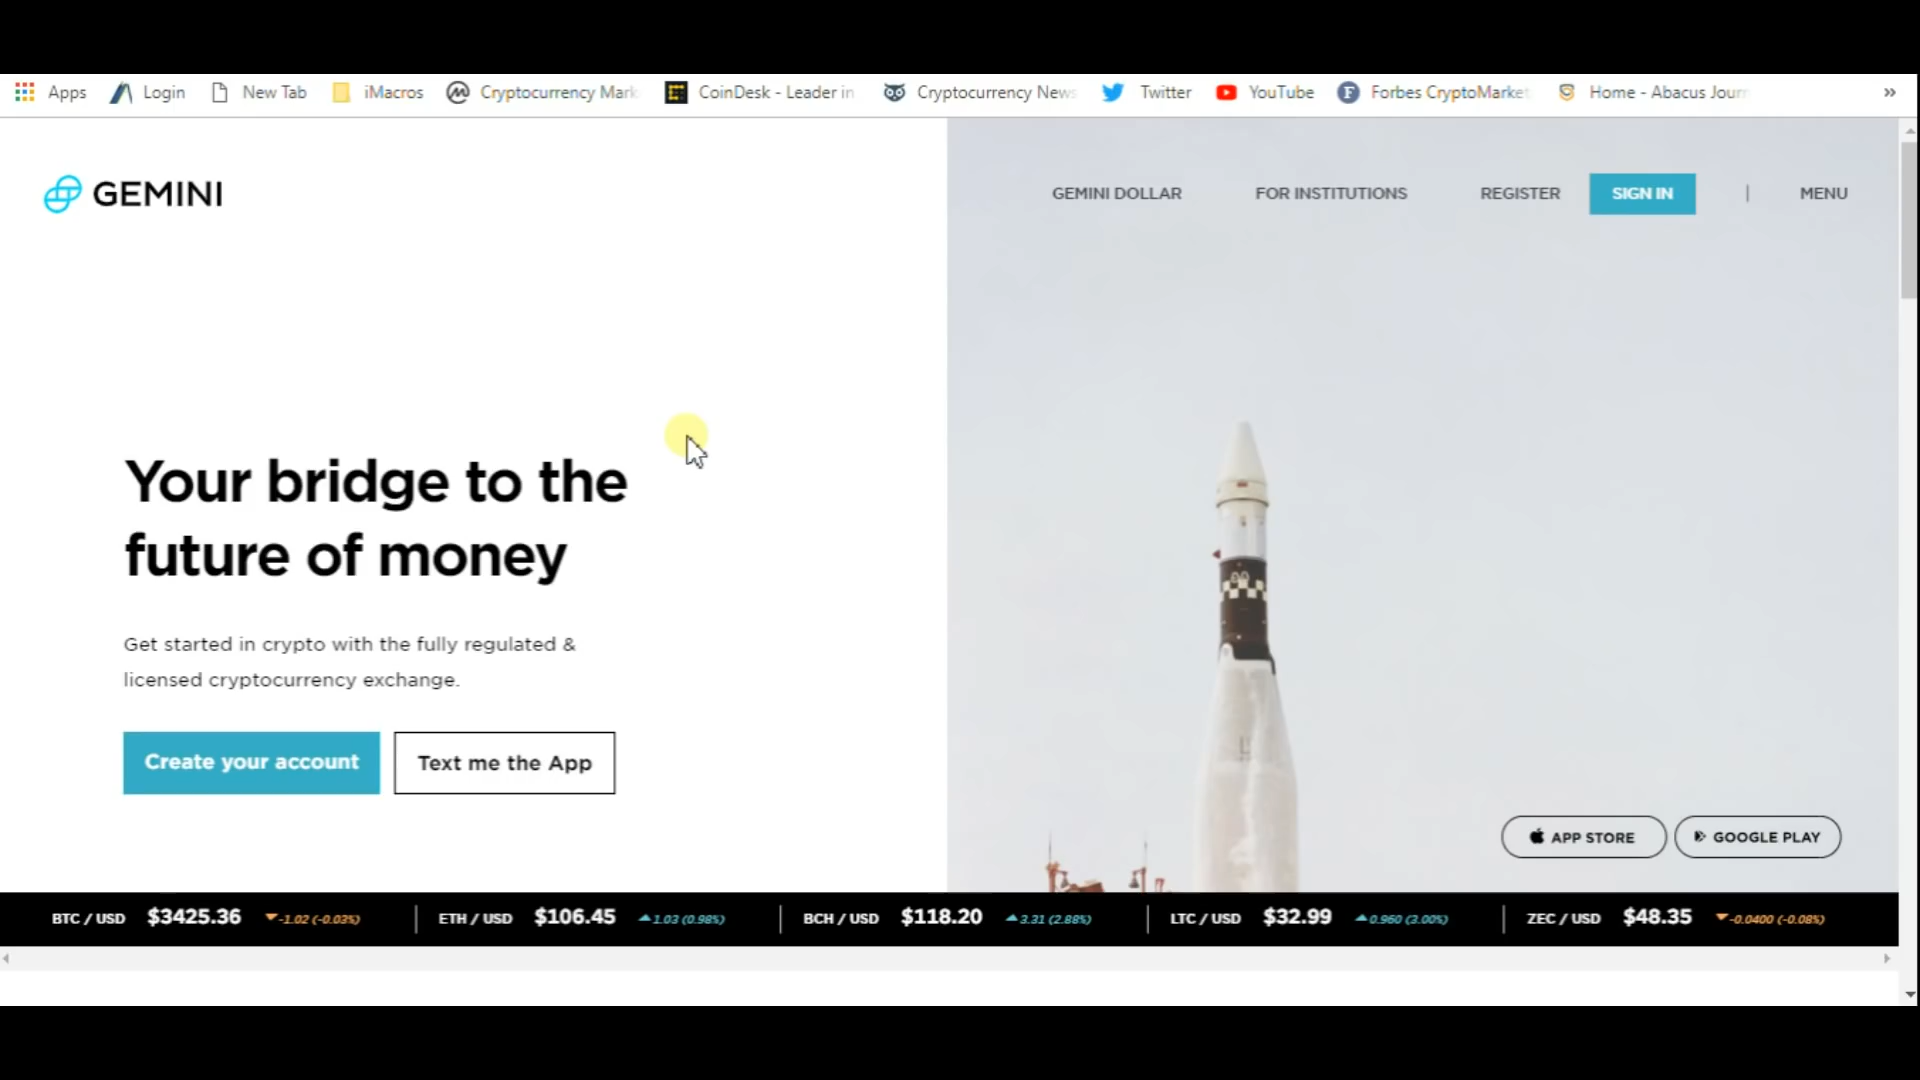 Apps Login New Tab iMacros Cryptocurrency Mark CoinDesk - Leader in Cryptocurrency News Twitter YouTube Forbes CryptoMarket Home - Abacus Jour »
GEMINI
GEMINI DOLLAR FOR INSTITUTIONS REGISTER SIGN IN | MENU
Your bridge to the
future of money
Get started in crypto with the fully regulated &
licensed cryptocurrency exchange.
Create your account Text me the App
APP STORE GOOGLE PLAY
BTC / USD $3425.36 -1.02 (-0.03%) ETH / USD $106.45 1.03 (0.98%) BCH / USD $118.20 3.31 (2.88%) LTC / USD $32.99 0.960 (3.00%) ZEC / USD $48.35 -0.0400 (-0.08%)